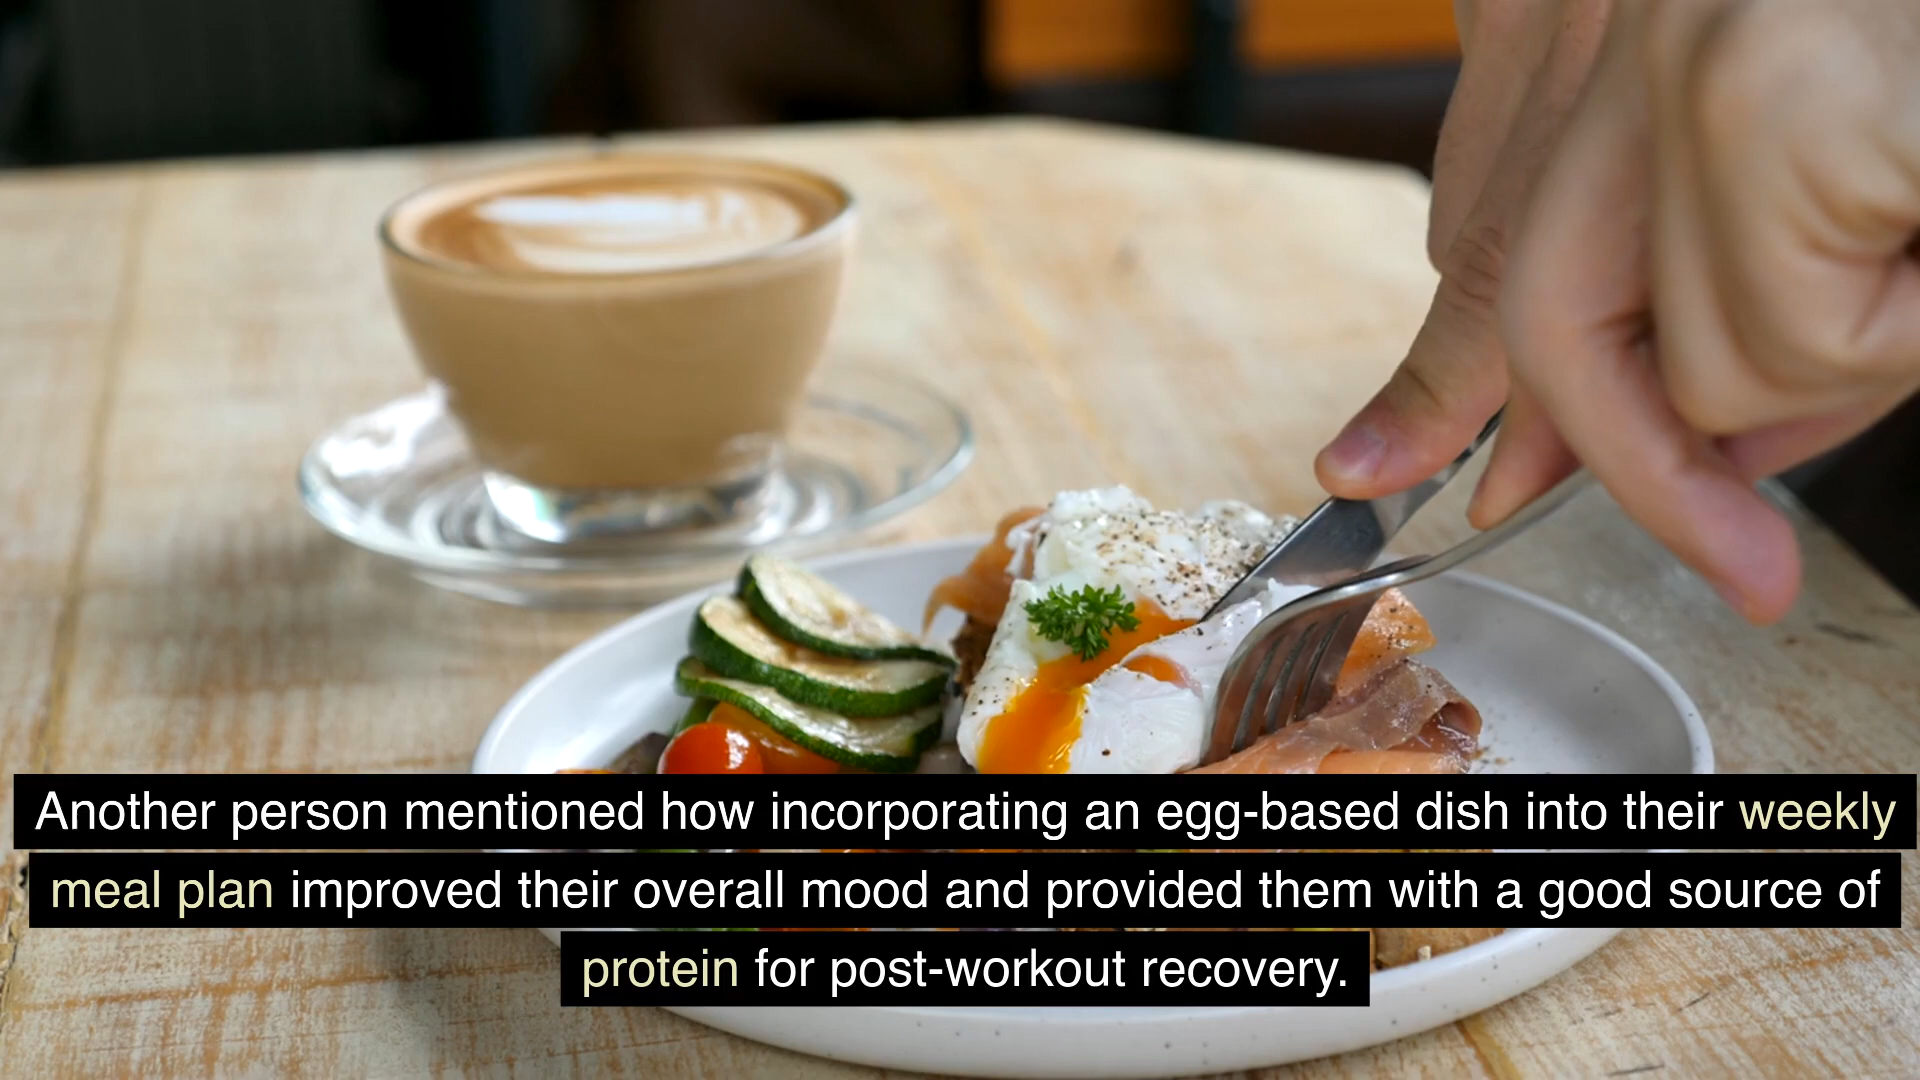 Another person mentioned how incorporating an egg-based dish into their weekly
meal plan improved their overall mood and provided them with a good source of
protein for post-workout recovery.